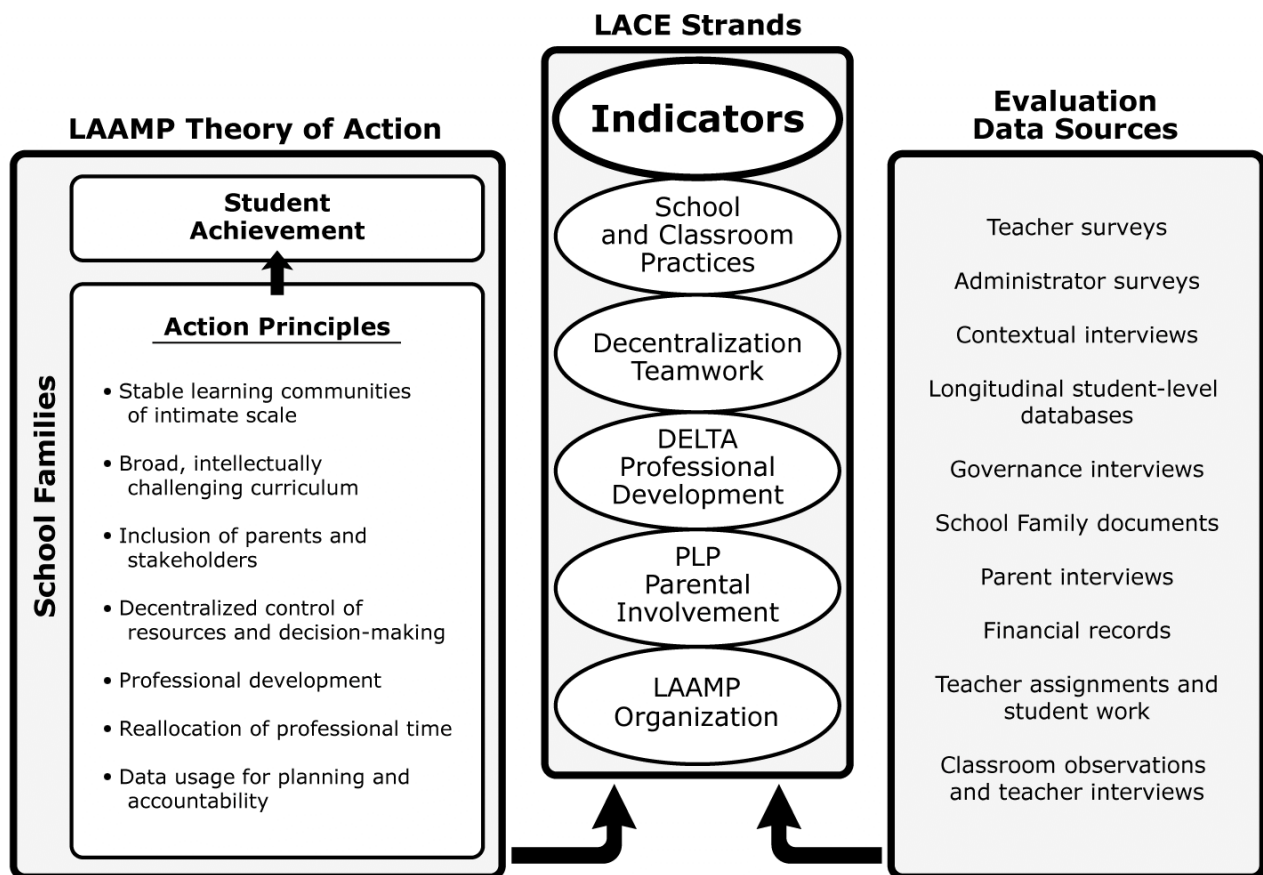 LAAMP Theory of Action
School Families
Student
Achievement
Action Principles
• Stable learning communities
of intimate scale
• Broad, intellectually
challenging curriculum
• Inclusion of parents and
stakeholders
• Decentralized control of
resources and decision-making
• Professional development
• Reallocation of professional time
• Data usage for planning and
accountability
LACE Strands
Indicators
School
and Classroom
Practices
Decentralization
Teamwork
DELTA
Professional
Development
PLP
Parental
Involvement
LAAMP
Organization
Evaluation
Data Sources
Teacher surveys
Administrator surveys
Contextual interviews
Longitudinal student-level
databases
Governance interviews
School Family documents
Parent interviews
Financial records
Teacher assignments and
student work
Classroom observations
and teacher interviews